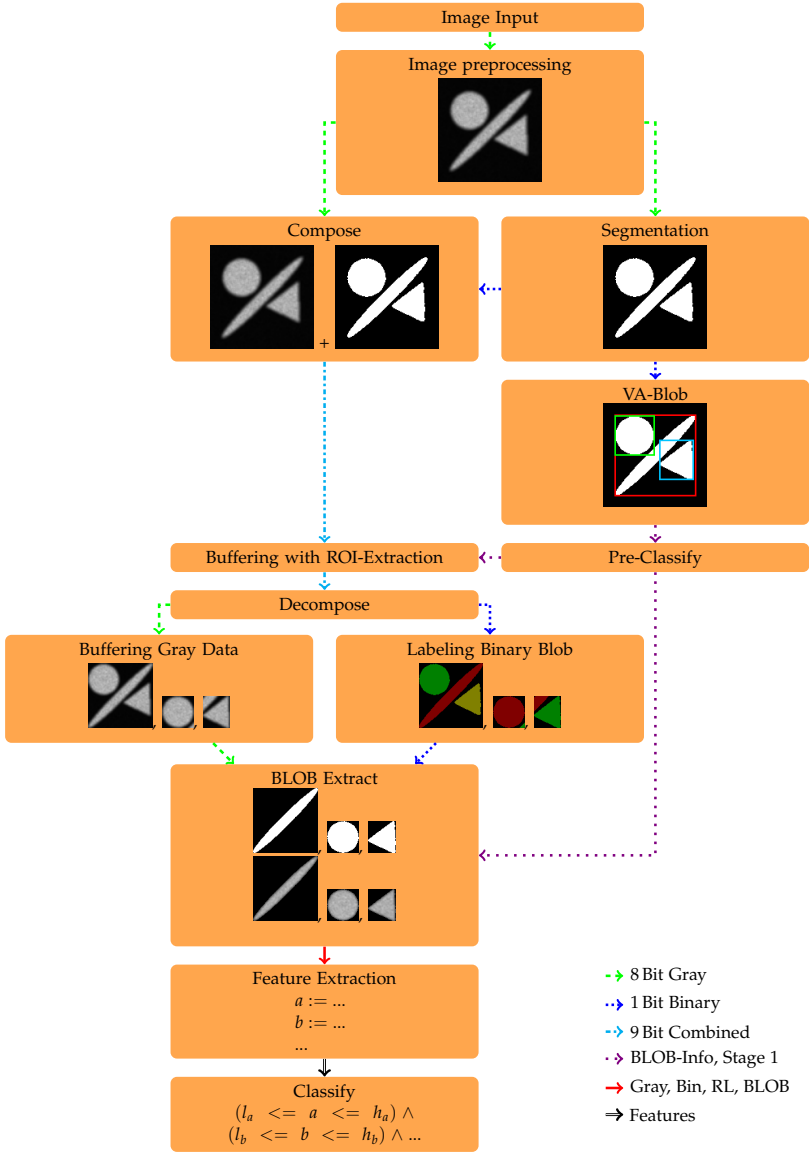 Image Input
Image preprocessing
Compose
+
Segmentation
VA-Blob
Buffering with ROI-Extraction
Pre-Classify
Decompose
Buffering Gray Data
, ,
Labeling Binary Blob
, ,
BLOB Extract
, ,
, ,
Feature Extraction
a := ...
b := ...
...
Classify
(l_a <= a <= h_a) ∧
(l_b <= b <= h_b) ∧ ...
8 Bit Gray
1 Bit Binary
9 Bit Combined
BLOB-Info, Stage 1
Gray, Bin, RL, BLOB
Features